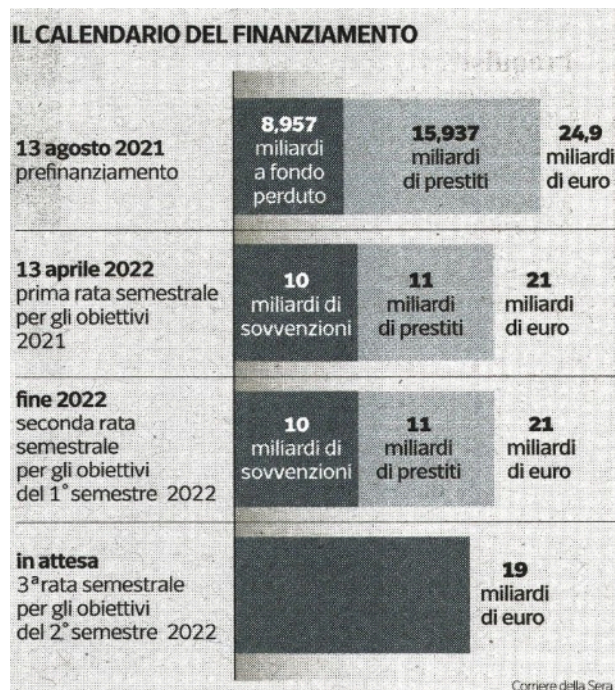 IL CALENDARIO DEL FINANZIAMENTO
13 agosto 2021
prefinanziamento
8,957
miliardi
a fondo
perduto
15,937
miliardi
di prestiti
24,9
miliardi
di euro
13 aprile 2022
prima rata semestrale
per gli obiettivi
2021
10
miliardi di
sovvenzioni
11
miliardi
di prestiti
21
miliardi
di euro
fine 2022
seconda rata
semestrale
per gli obiettivi
del 1° semestre 2022
10
miliardi di
sovvenzioni
11
miliardi
di prestiti
21
miliardi
di euro
in attesa
3ª rata semestrale
per gli obiettivi
del 2° semestre 2022
19
miliardi
di euro
Corriere della Sera